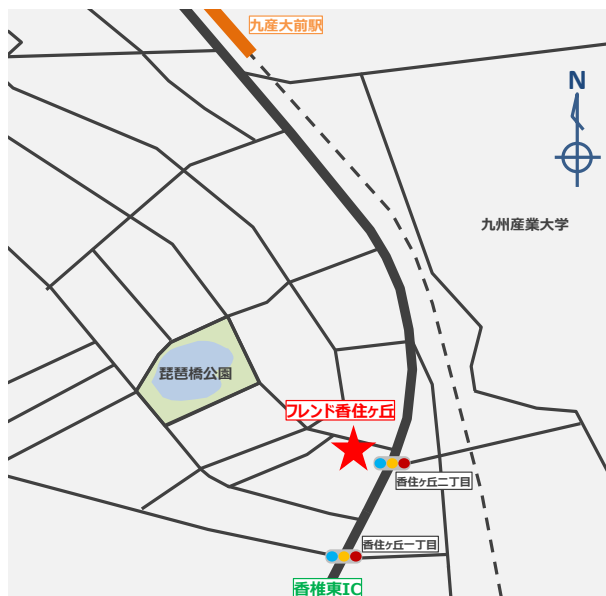 九産大前駅
N
九州産業大学
琵琶橋公園
フレンド香住ヶ丘
香住ヶ丘二丁目
香住ヶ丘一丁目
香椎東IC